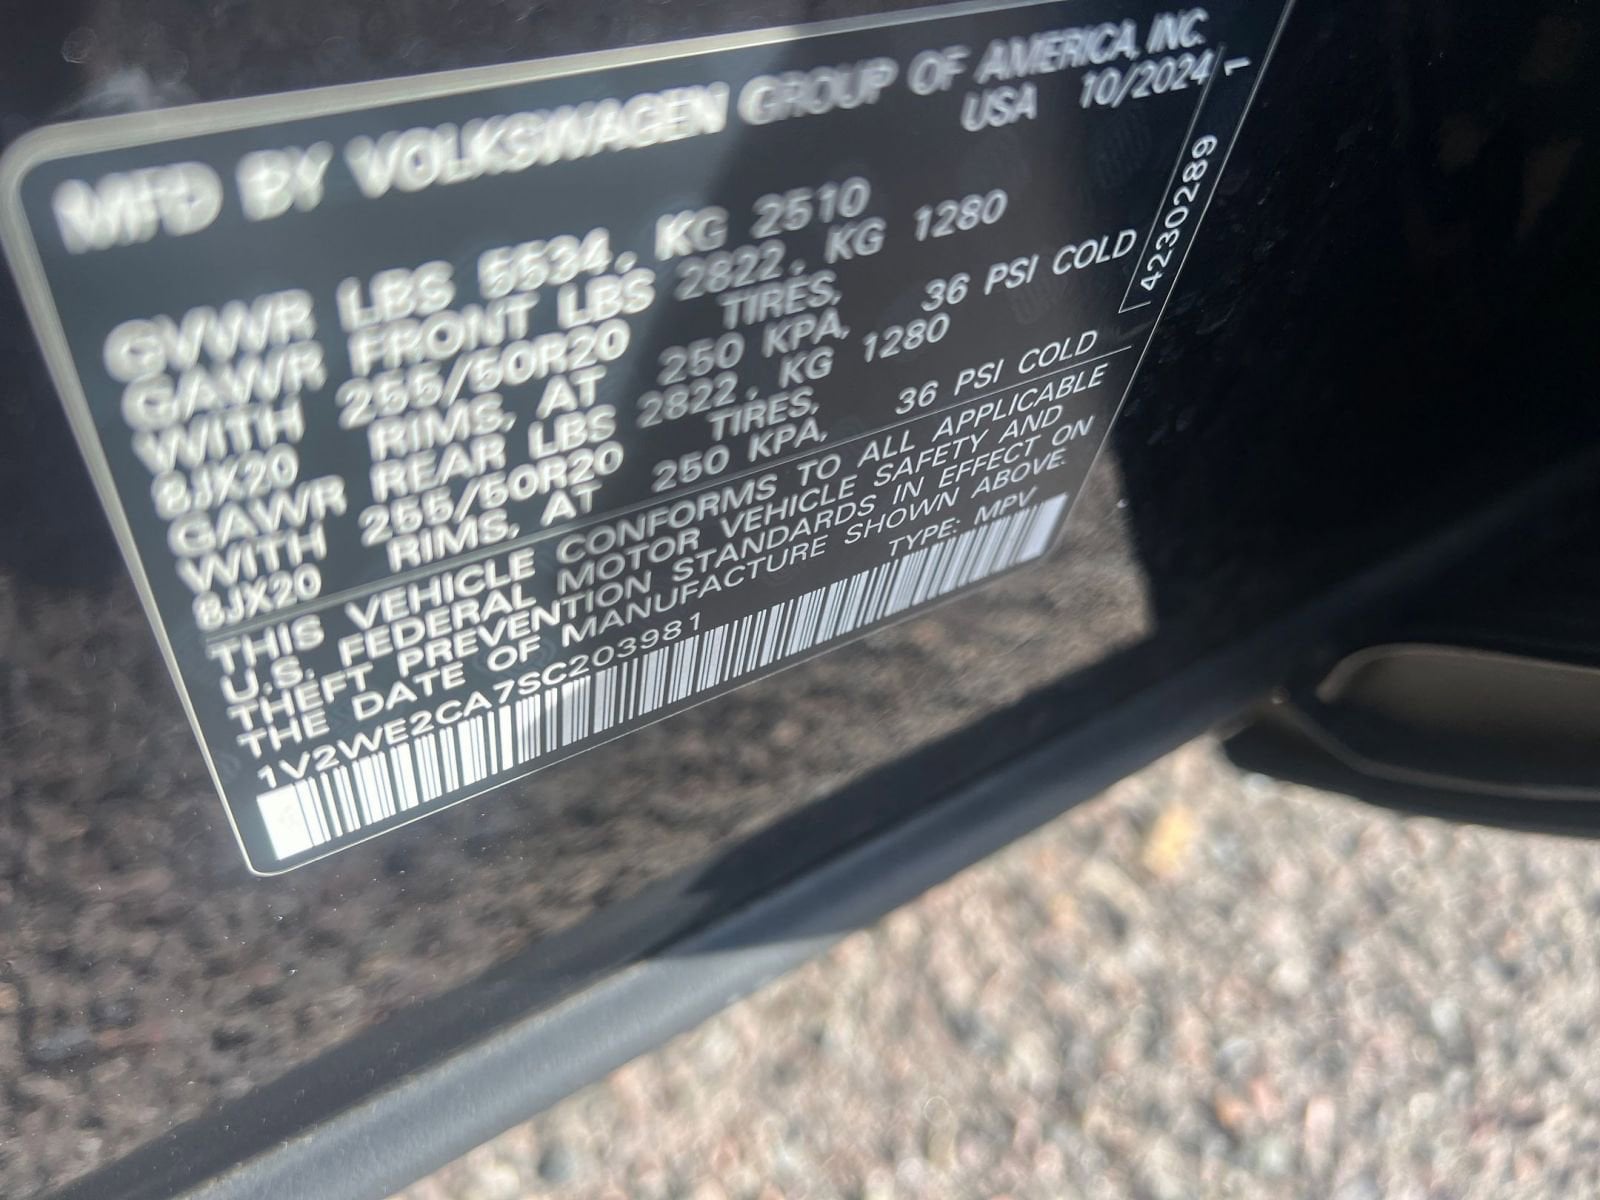 MFD BY VOLKSWAGEN GROUP OF AMERICA, INC.
USA 10/2024
1
GVWR LBS 5534, KG 2510
GAWR FRONT LBS 2822, KG 1280
WITH 255/50R20 TIRES,
8JX20 RIMS, AT 250 KPA, 36 PSI COLD
GAWR REAR LBS 2822, KG 1280
WITH 255/50R20 TIRES,
8JX20 RIMS, AT 250 KPA, 36 PSI COLD
4230289
THIS VEHICLE CONFORMS TO ALL APPLICABLE
U.S. FEDERAL MOTOR VEHICLE SAFETY AND
THEFT PREVENTION STANDARDS IN EFFECT ON
THE DATE OF MANUFACTURE SHOWN ABOVE.
1V2WE2CA7SC203981 TYPE: MPV